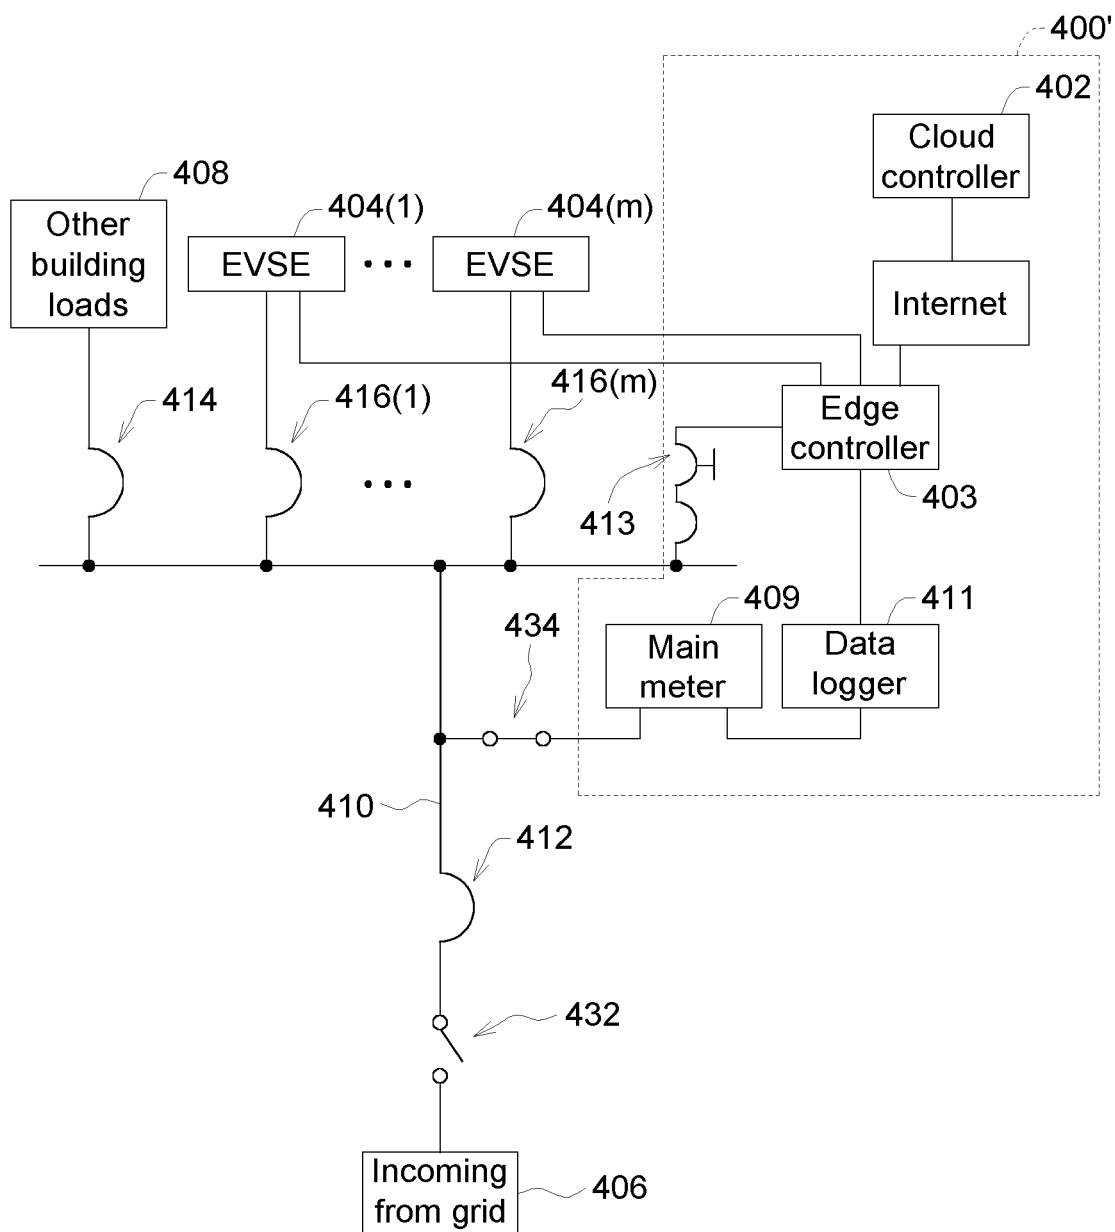 400'
402
Cloud
controller
408
404(1)
404(m)
Other
building
loads
EVSE
• • •
EVSE
Internet
414
416(1)
416(m)
Edge
controller
• • •
413
403
409
411
434
Main
meter
Data
logger
410
412
432
Incoming
from grid
406